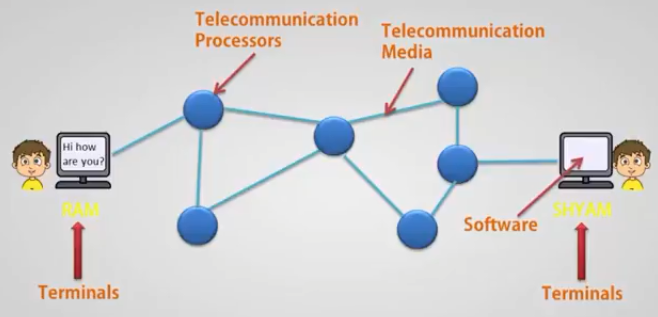 Telecommunication
Processors
Telecommunication
Media
Hi how
are you?
RAM
SHYAM
Software
Terminals
Terminals